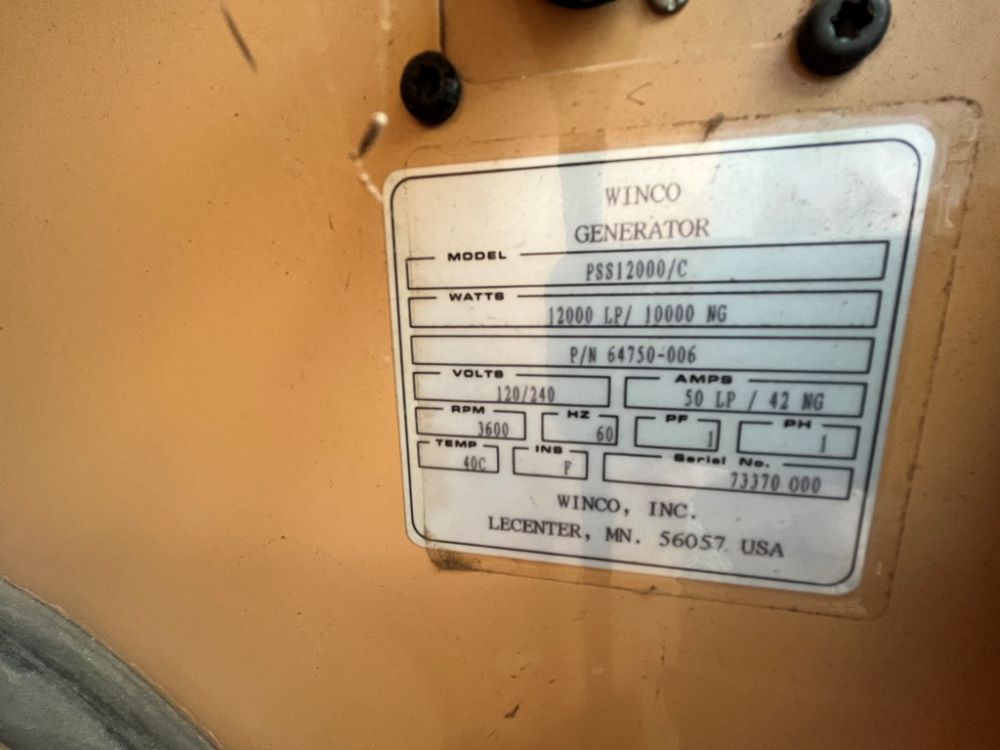 WINCO
GENERATOR
MODEL
PSS12000/C
WATTS
12000 LP/ 10000 NG
P/N 64750-006
VOLTS AMPS
120/240 50 LP / 42 NG
RPM HZ PF PH
3600 60 1 1
TEMP INS Serial No.
40C F 73370 000
WINCO, INC.
LECENTER, MN. 56057 USA